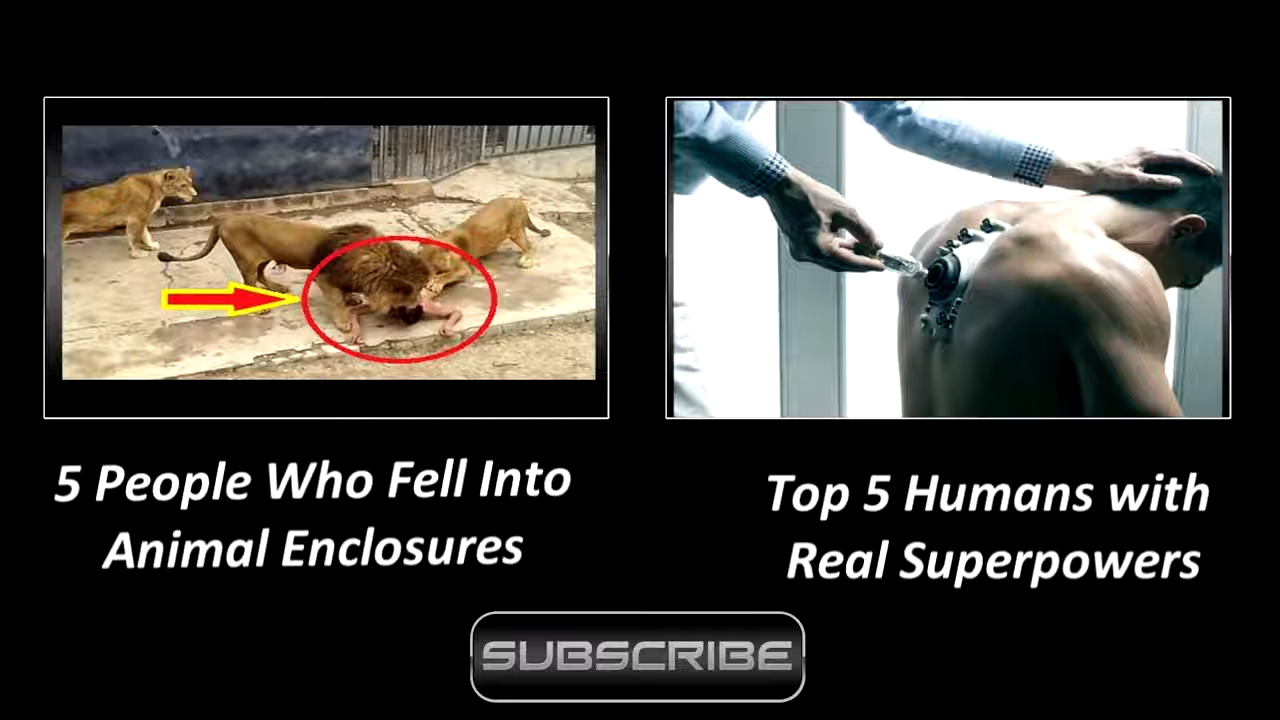 5 People Who Fell Into
Animal Enclosures
Top 5 Humans with
Real Superpowers
SUBSCRIBE